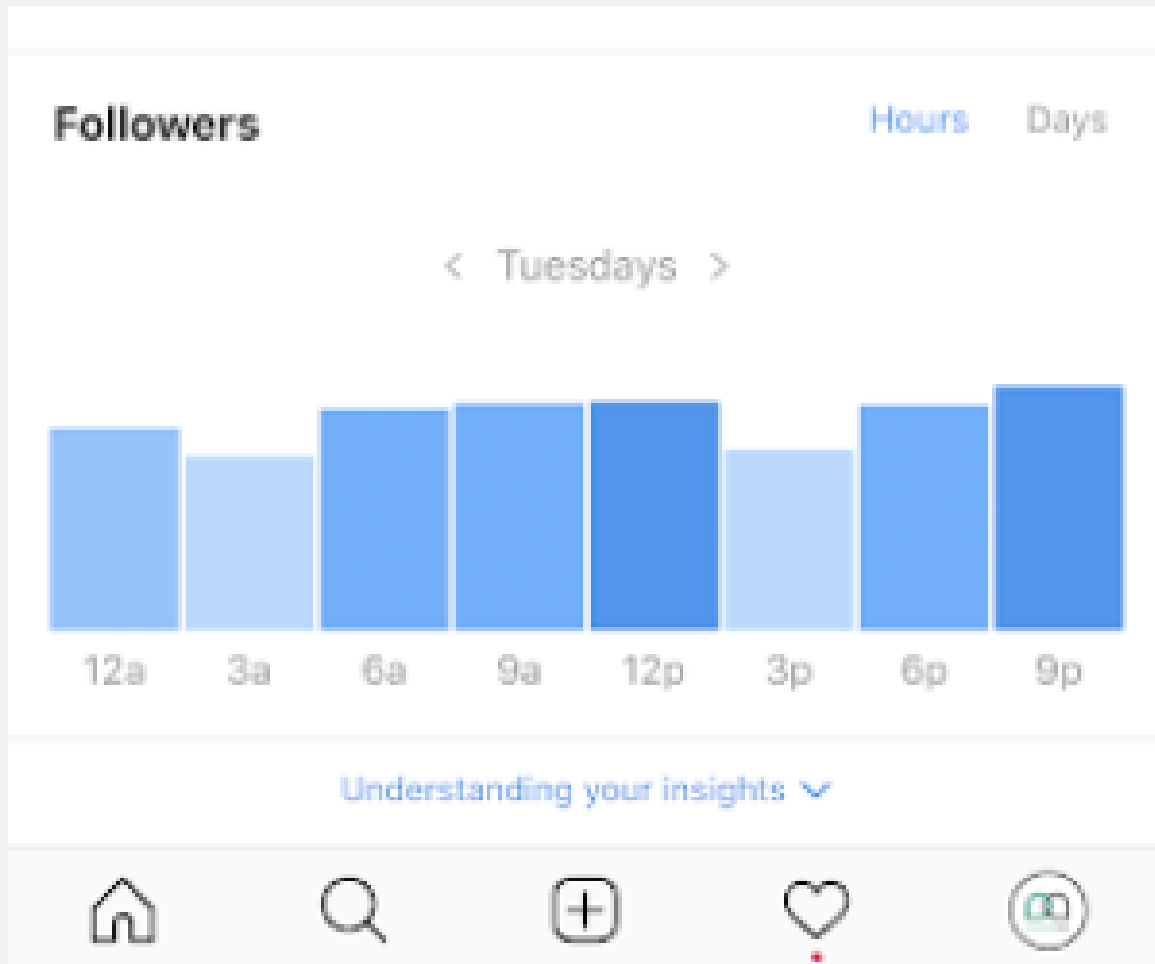 Followers Hours Days
< Tuesdays >
12a 3a 6a 9a 12p 3p 6p 9p
Understanding your insights